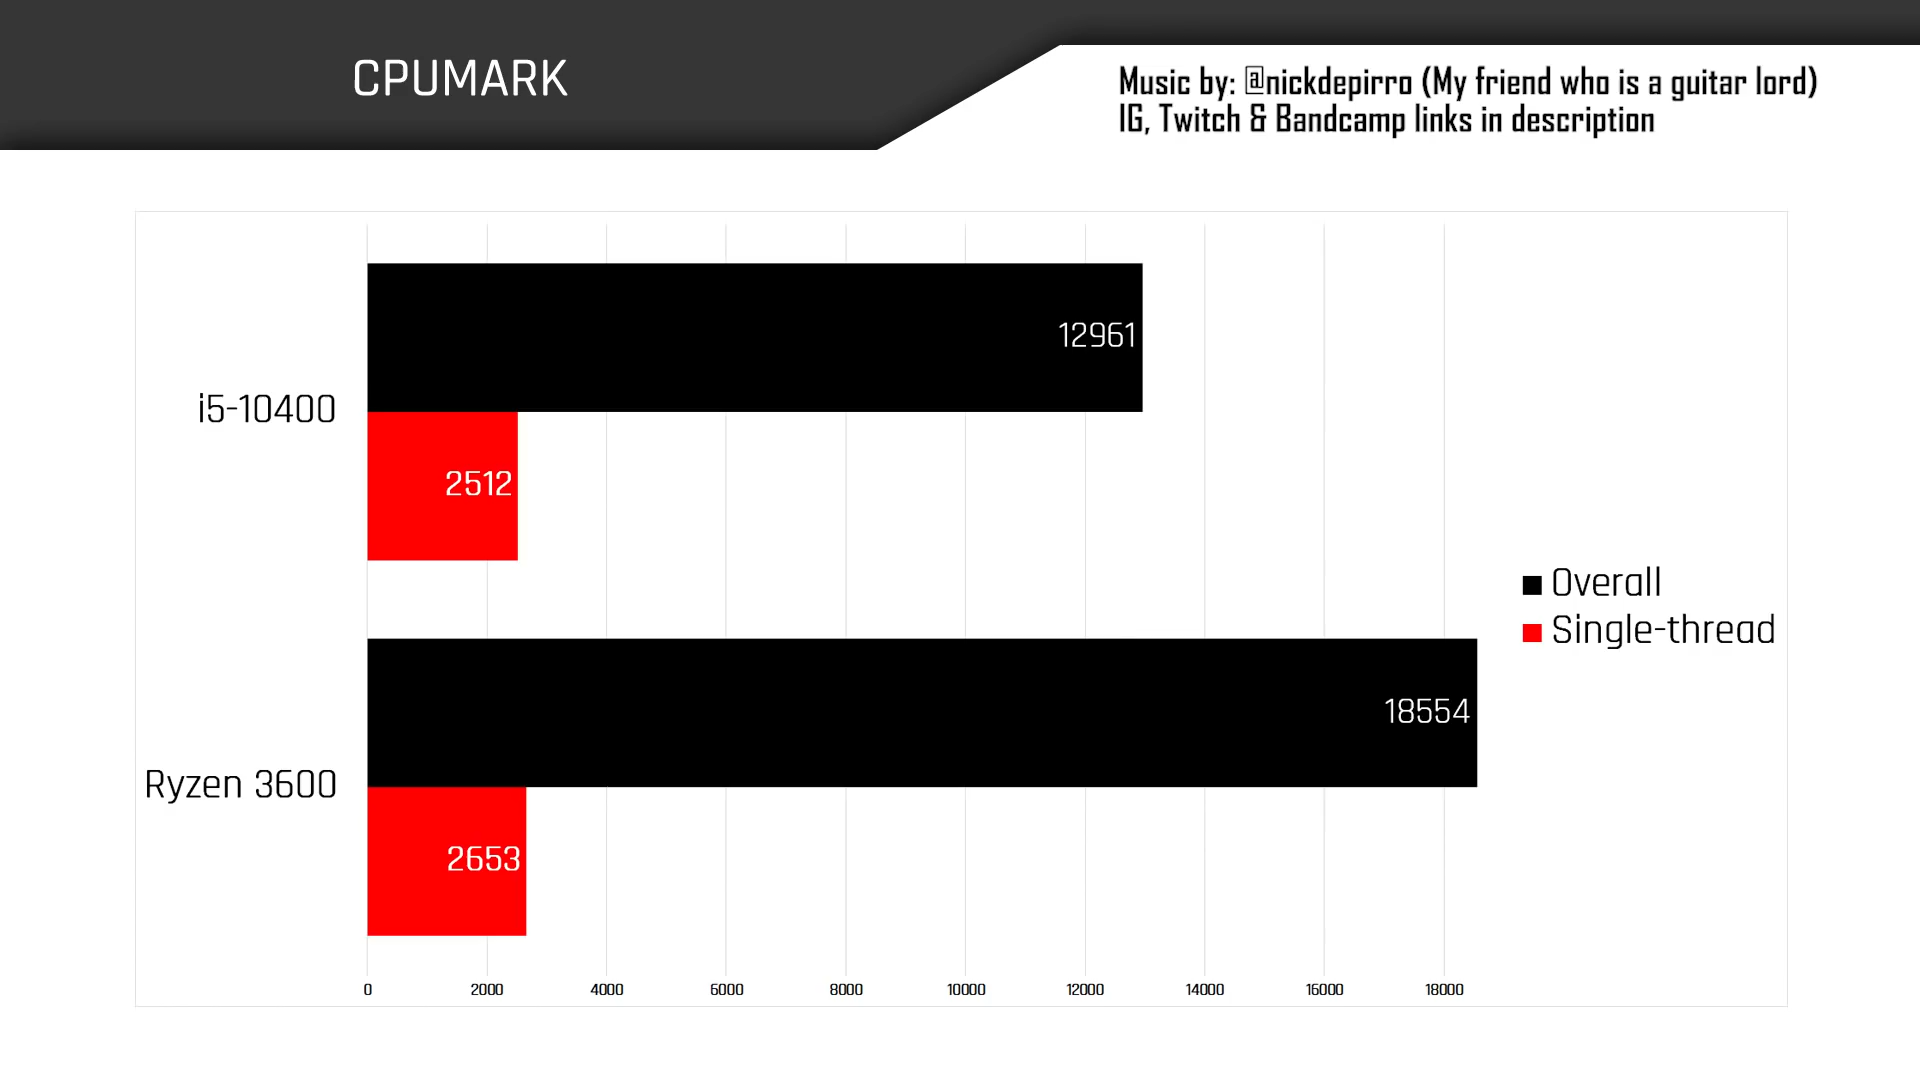 CPUMARK
Music by: @nickdepirro (My friend who is a guitar lord)
IG, Twitch & Bandcamp links in description
12961
i5-10400
2512
Overall
Single-thread
18554
Ryzen 3600
2653
0 2000 4000 6000 8000 10000 12000 14000 16000 18000